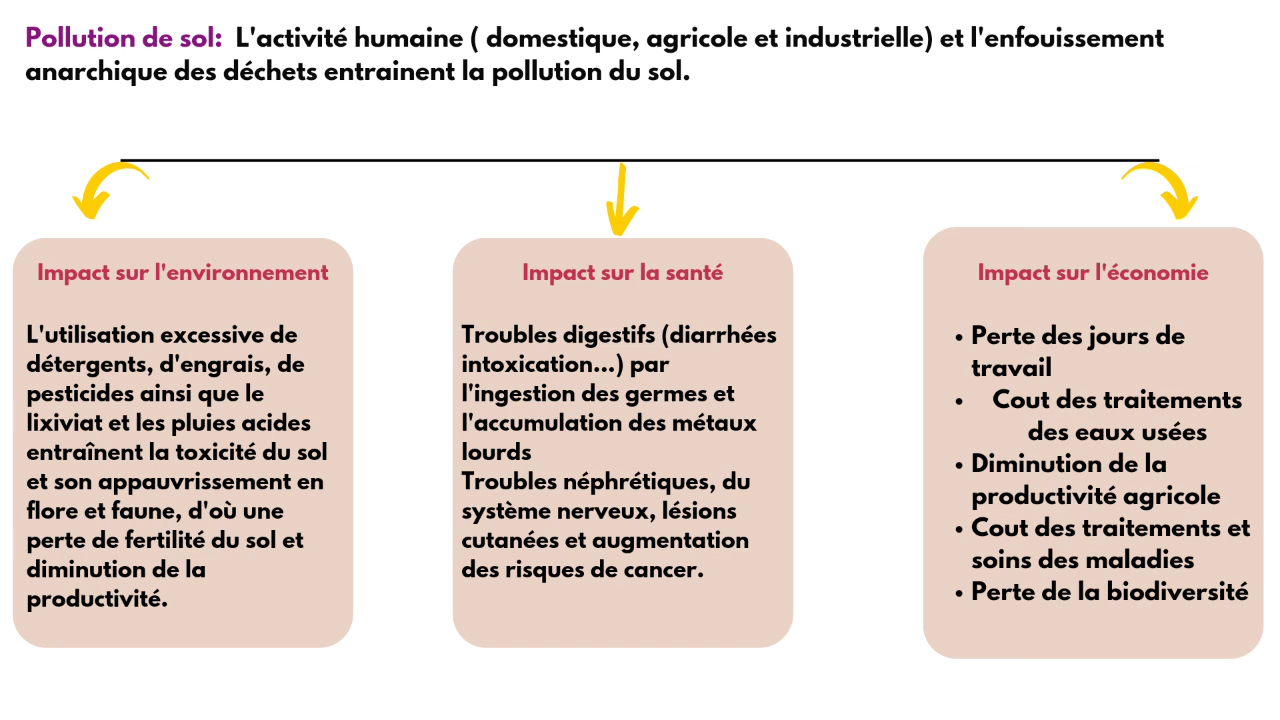 Pollution de sol: L'activité humaine ( domestique, agricole et industrielle) et l'enfouissement
anarchique des déchets entrainent la pollution du sol.
Impact sur l'environnement
L'utilisation excessive de
détergents, d'engrais, de
pesticides ainsi que le
lixiviat et les pluies acides
entraînent la toxicité du sol
et son appauvrissement en
flore et faune, d'où une
perte de fertilité du sol et
diminution de la
productivité.
Impact sur la santé
Troubles digestifs (diarrhées
intoxication...) par
l'ingestion des germes et
l'accumulation des métaux
lourds
Troubles néphrétiques, du
système nerveux, lésions
cutanées et augmentation
des risques de cancer.
Impact sur l'économie
• Perte des jours de
travail
• Cout des traitements
des eaux usées
• Diminution de la
productivité agricole
• Cout des traitements et
soins des maladies
• Perte de la biodiversité